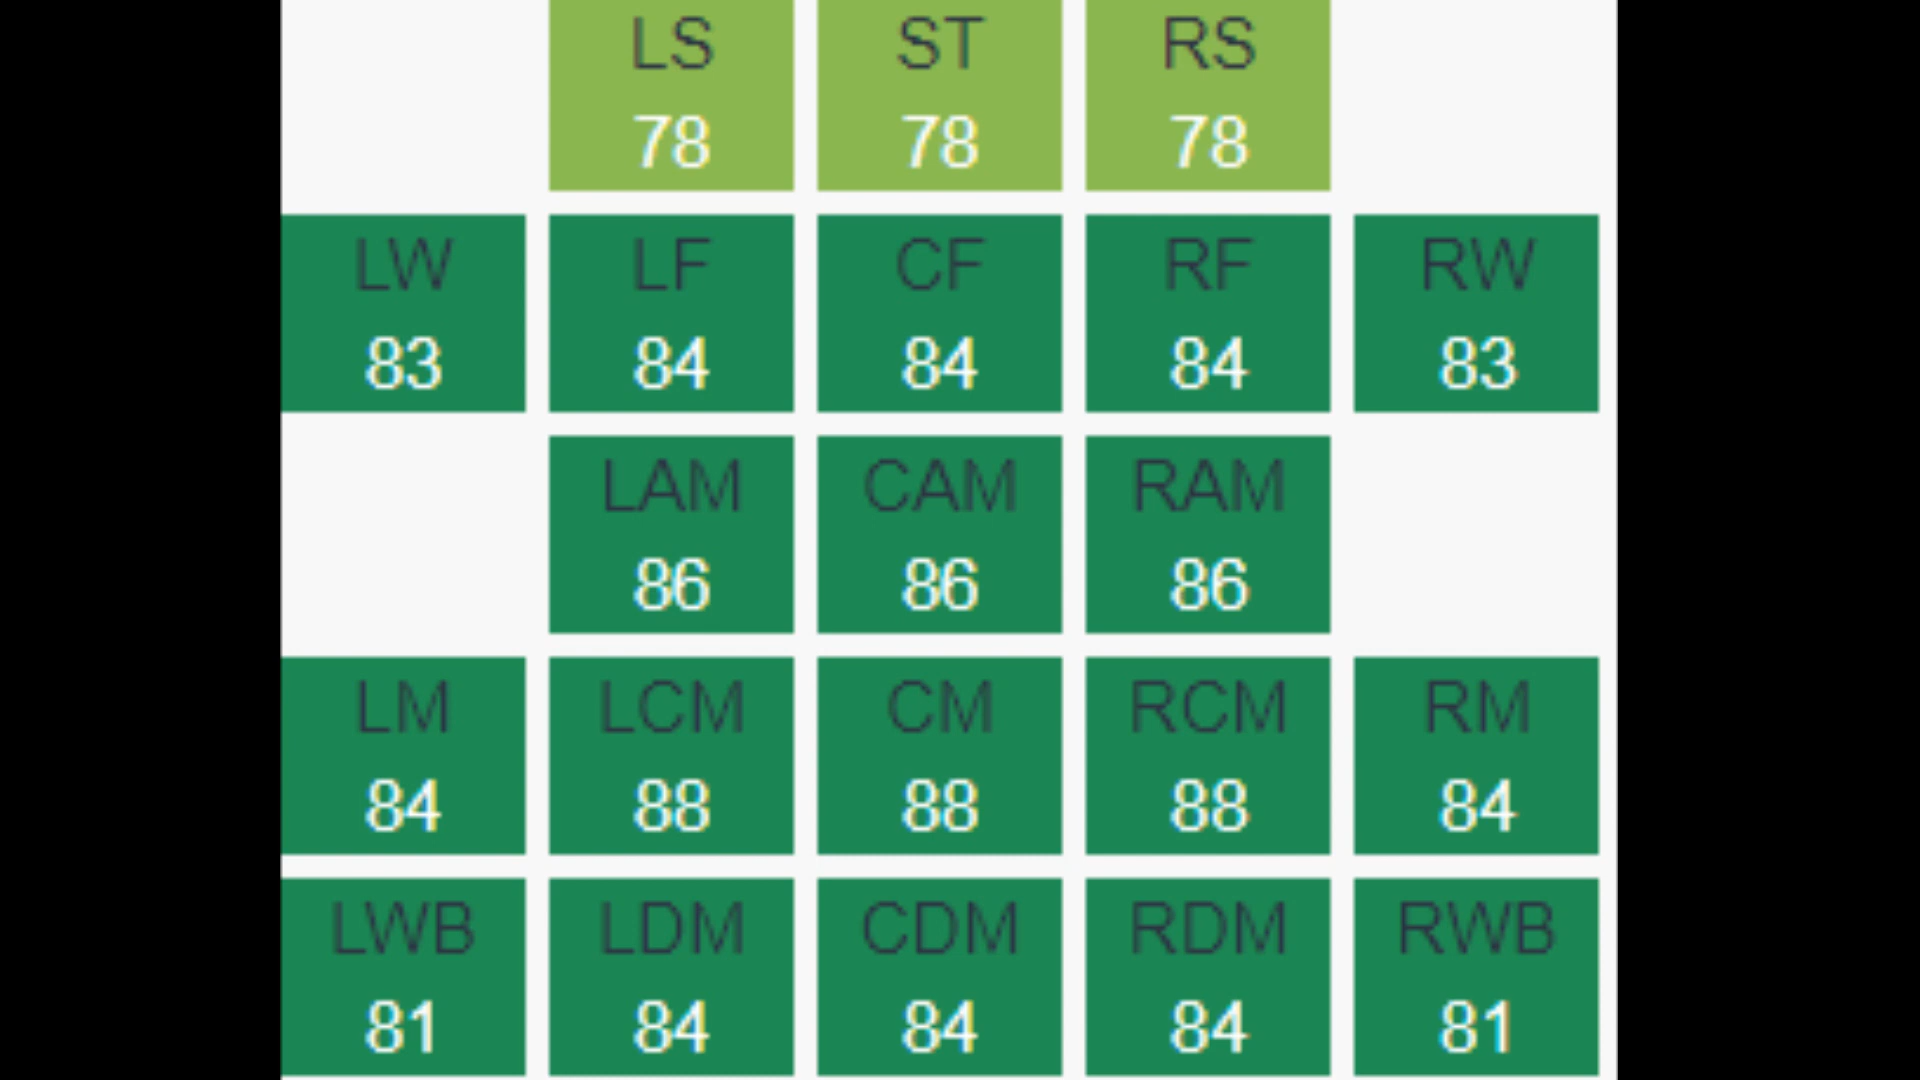 LS ST RS
78 78 78
LW LF CF RF RW
83 84 84 84 83
LAM CAM RAM
86 86 86
LM LCM CM RCM RM
84 88 88 88 84
LWB LDM CDM RDM RWB
81 84 84 84 81